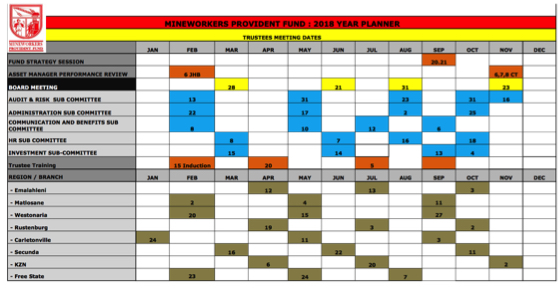 MINEWORKERS
PROVIDENT FUND
MINEWORKERS PROVIDENT FUND : 2018 YEAR PLANNER
TRUSTEES MEETING DATES
JAN FEB MAR APR MAY JUN JUL AUG SEP OCT NOV DEC
FUND STRATEGY SESSION 20-21
ASSET MANAGER PERFORMANCE REVIEW 6 JHB 6,7,8 CT
BOARD MEETING 28 21 31 23
AUDIT & RISK SUB COMMITTEE 13 31 22 31 16
ADMINISTRATION SUB COMMITTEE 22 17 2 25
COMMUNICATION AND BENEFITS SUB
COMMITTEE 8 10 12 6
HR SUB COMMITTEE 8 7 16 18
INVESTMENT SUB-COMMITTEE 15 14 13 4
Trustee Training 15 Induction 20 5
REGION / BRANCH JAN FEB MAR APR MAY JUN JUL AUG SEP OCT NOV DEC
- Emalahleni 12 13 3
- Matlosane 2 4 11
- Westonaria 20 15 27
- Rustenburg 19 3 2
- Carletonville 24 11 3
- Secunda 16 22 11
- KZN 6 20 2
- Free State 23 24 7